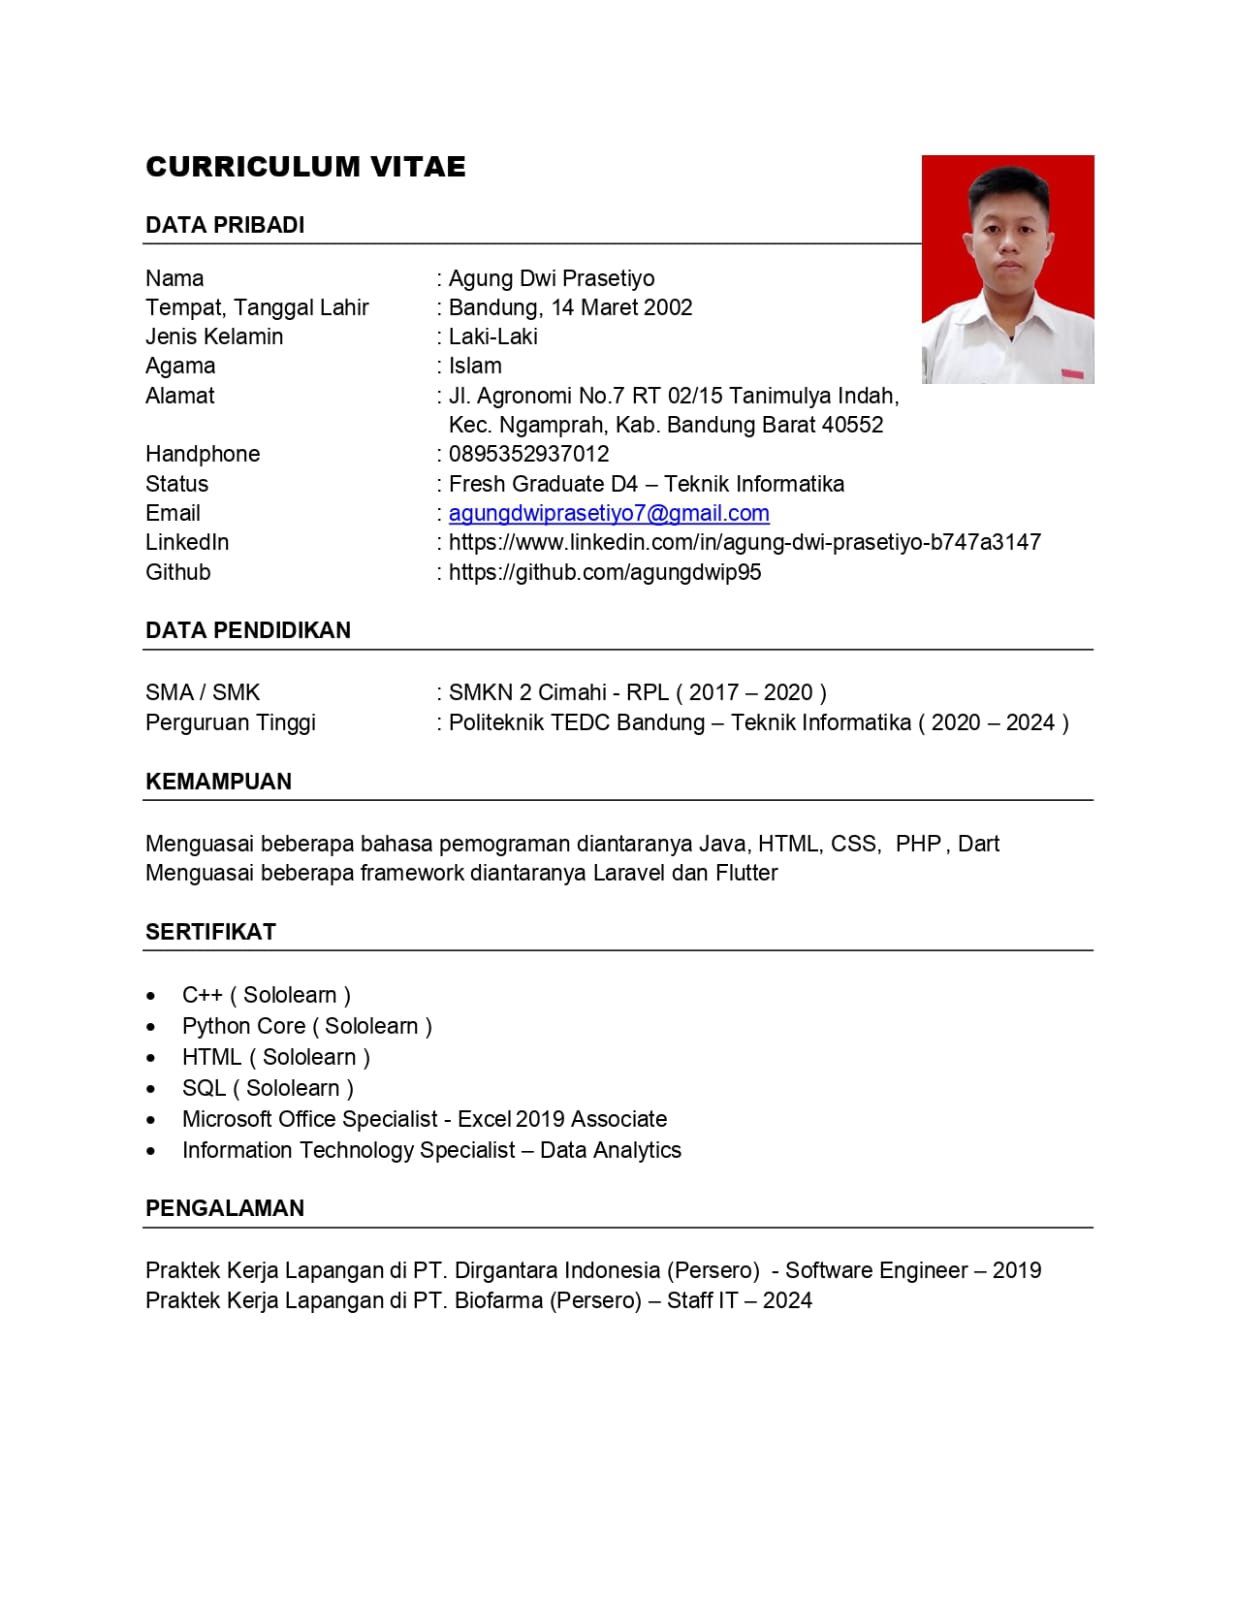 CURRICULUM VITAE
DATA PRIBADI
Nama : Agung Dwi Prasetiyo
Tempat, Tanggal Lahir : Bandung, 14 Maret 2002
Jenis Kelamin : Laki-Laki
Agama : Islam
Alamat : Jl. Agronomi No.7 RT 02/15 Tanimulya Indah,
Kec. Ngamprah, Kab. Bandung Barat 40552
Handphone : 0895352937012
Status : Fresh Graduate D4 – Teknik Informatika
Email : agungdwiprasetiyo7@gmail.com
LinkedIn : https://www.linkedin.com/in/agung-dwi-prasetiyo-b747a3147
Github : https://github.com/agungdwip95
DATA PENDIDIKAN
SMA / SMK : SMKN 2 Cimahi - RPL ( 2017 – 2020 )
Perguruan Tinggi : Politeknik TEDC Bandung – Teknik Informatika ( 2020 – 2024 )
KEMAMPUAN
Menguasai beberapa bahasa pemograman diantaranya Java, HTML, CSS, PHP , Dart
Menguasai beberapa framework diantaranya Laravel dan Flutter
SERTIFIKAT
• C++ ( Sololearn )
• Python Core ( Sololearn )
• HTML ( Sololearn )
• SQL ( Sololearn )
• Microsoft Office Specialist - Excel 2019 Associate
• Information Technology Specialist – Data Analytics
PENGALAMAN
Praktek Kerja Lapangan di PT. Dirgantara Indonesia (Persero) - Software Engineer – 2019
Praktek Kerja Lapangan di PT. Biofarma (Persero) – Staff IT – 2024